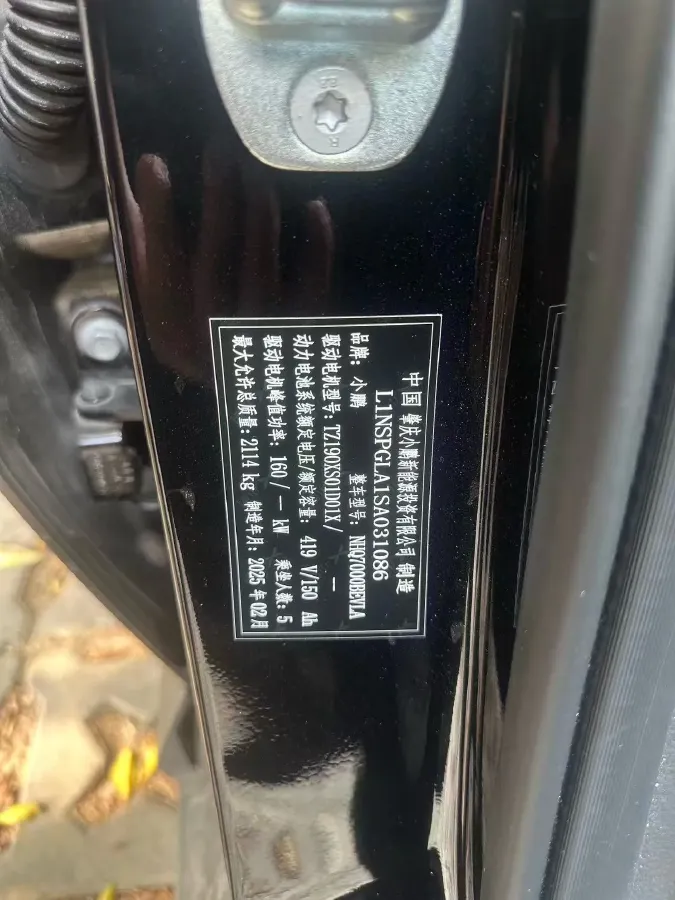 中国 肇庆小鹏新能源投资有限公司 制造
L1NSPGLA1SA031086
品牌: 小鹏 整车型号: NHQ7000BEVLA
驱动电机型号: TZ190XS01D01X/ —
动力电池系统额定电压/额定容量: 419 V/150 Ah
驱动电机峰值功率: 160/— kW 乘坐人数: 5
最大允许总质量: 2114 kg 制造年月: 2025 年 02 月